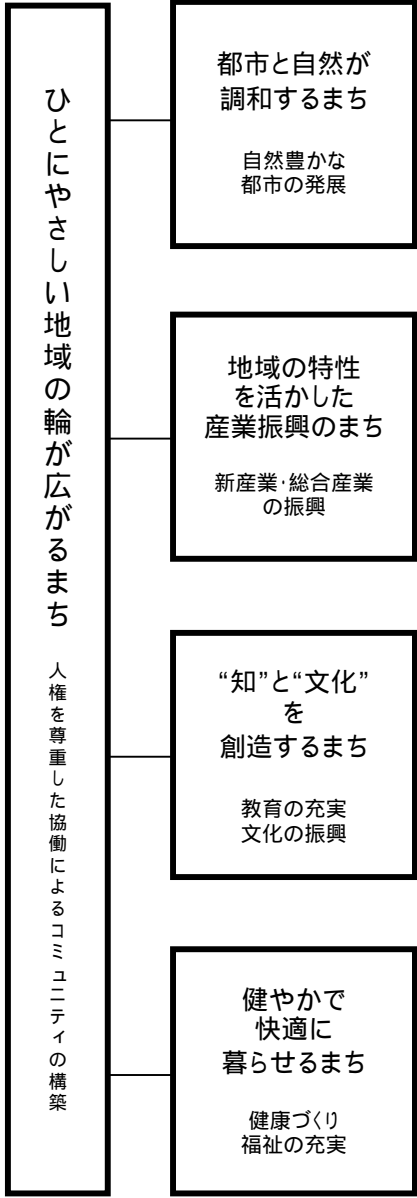 ひとにやさしい地域の輪が広がるまち
人権を尊重した協働によるコミュニティの構築
都市と自然が
調和するまち
自然豊かな
都市の発展
地域の特性
を活かした
産業振興のまち
新産業･総合産業
の振興
“知”と“文化”
を
創造するまち
教育の充実
文化の振興
健やかで
快適に
暮らせるまち
健康づくり
福祉の充実